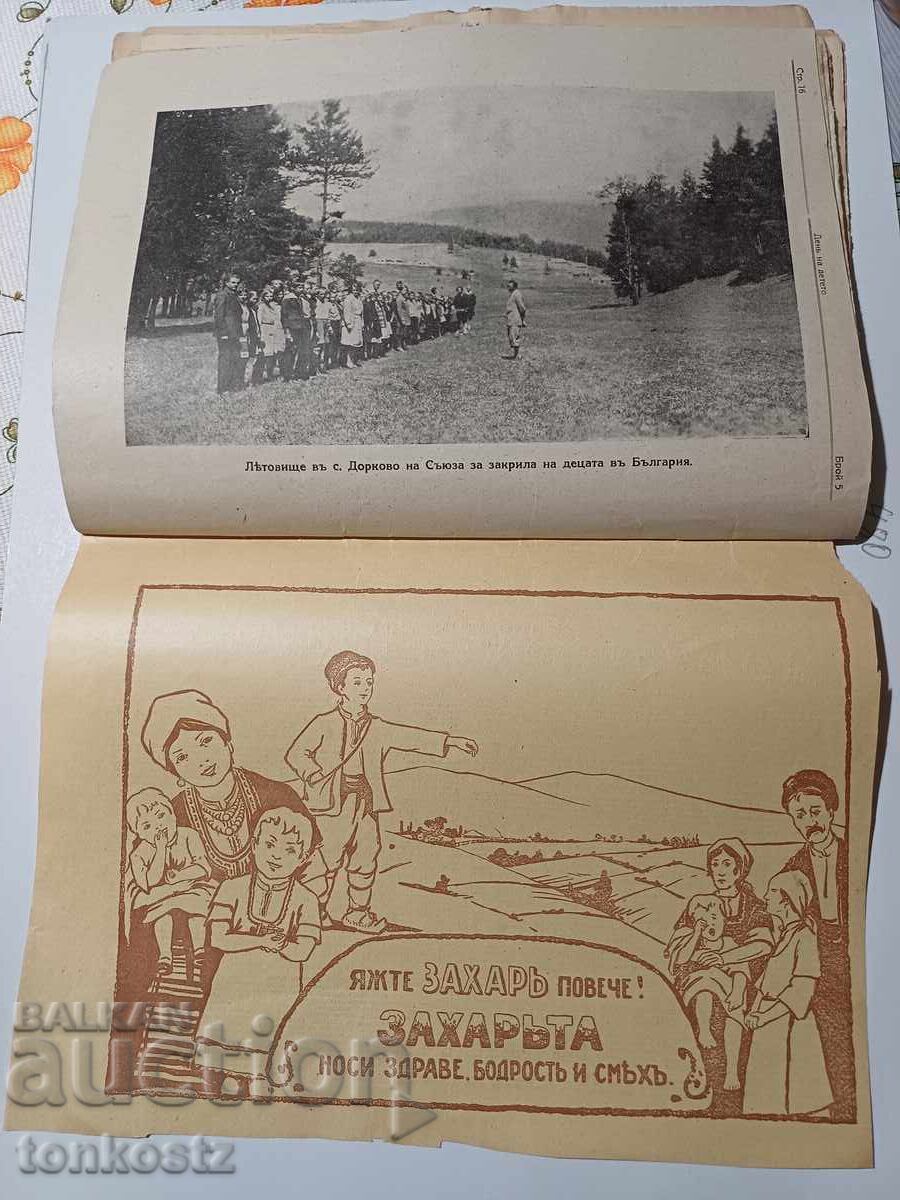 Стр. 16
День на детето
Брой 5
Лѣтовище въ с. Дорково на Съюза за закрила на децата въ България.
ЯЖТЕ ЗАХАРЬ ПОВЕЧЕ!
ЗАХАРЬТА
НОСИ ЗДРАВЕ, БОДРОСТЬ И СМѢХЪ.
BALKAN
auction
tonkostz